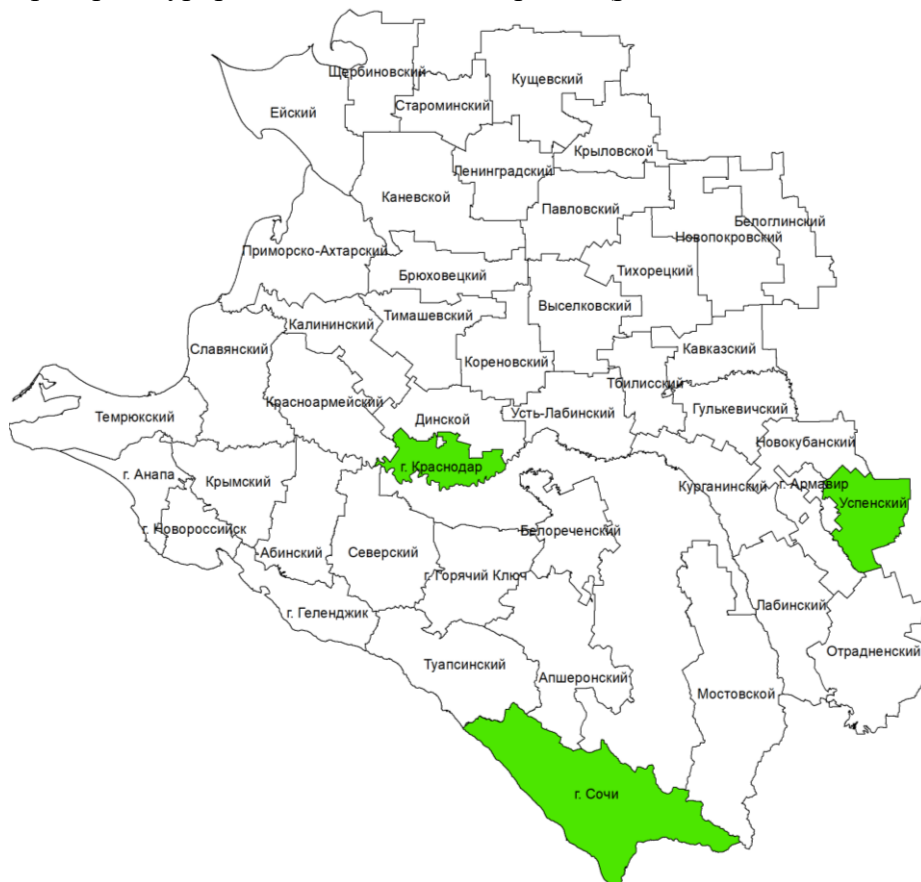 Щербиновский
Кущевский
Староминский
Ейский
Крыловской
Ленинградский
Каневской
Павловский
Белоглинский
Новопокровский
Приморско-Ахтарский
Тихорецкий
Брюховецкий
Выселковский
Тимашевский
Калининский
Славянский
Кавказский
Кореновский
Тбилисский
Красноармейский
Гулькевичский
Усть-Лабинский
Динской
Темрюкский
Новокубанский
г. Краснодар
г. Анапа
Крымский
г. Армавир
Курганинский
Успенский
г. Новороссийск
Белореченский
Абинский
Северский
г. Горячий Ключ
Лабинский
г. Геленджик
Отрадненский
Туапсинский
Апшеронский
Мостовской
г. Сочи